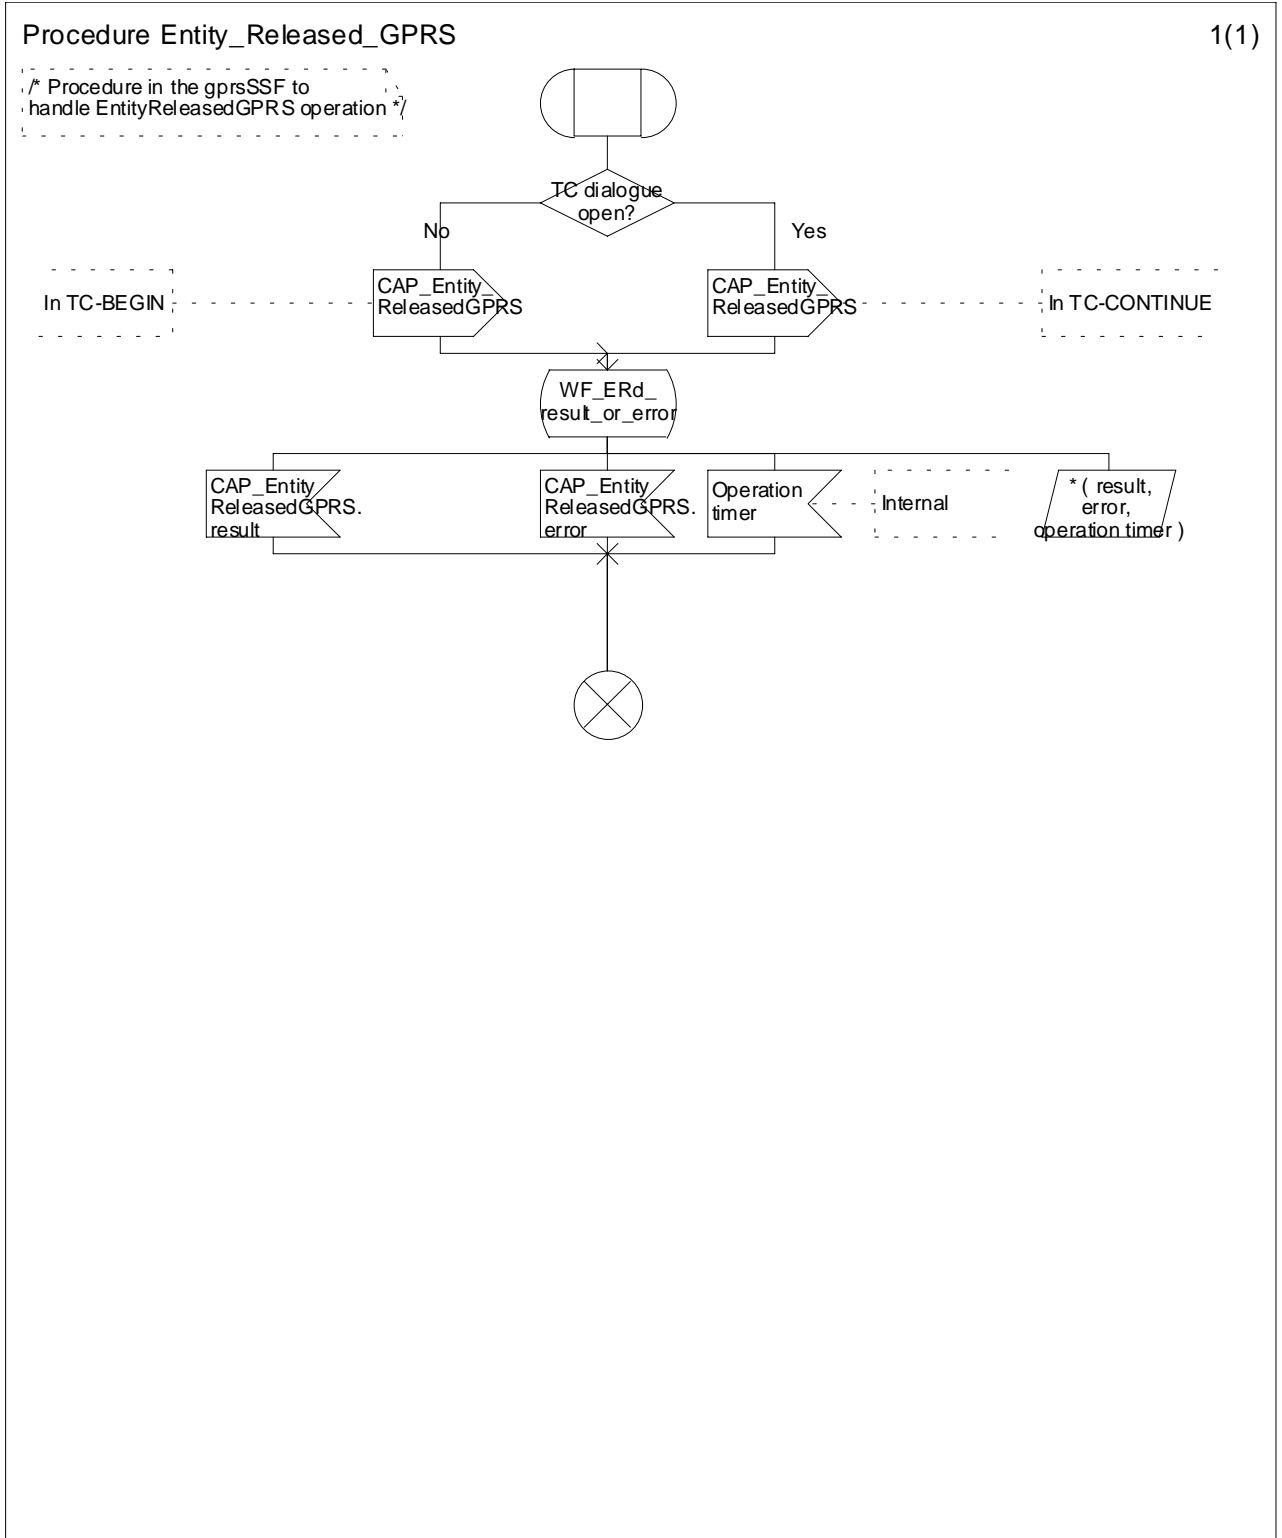 Procedure Entity_Released_GPRS
1(1)
/* Procedure in the gprsSSF to
handle EntityReleasedGPRS operation */
TC dialogue
open?
No
Yes
In TC-BEGIN
CAP_Entity_
ReleasedGPRS
CAP_Entity_
ReleasedGPRS
In TC-CONTINUE
WF_ERd_
result_or_error
CAP_Entity
ReleasedGPRS.
result
CAP_Entity
ReleasedGPRS.
error
Operation
timer
Internal
* ( result,
error,
operation timer )